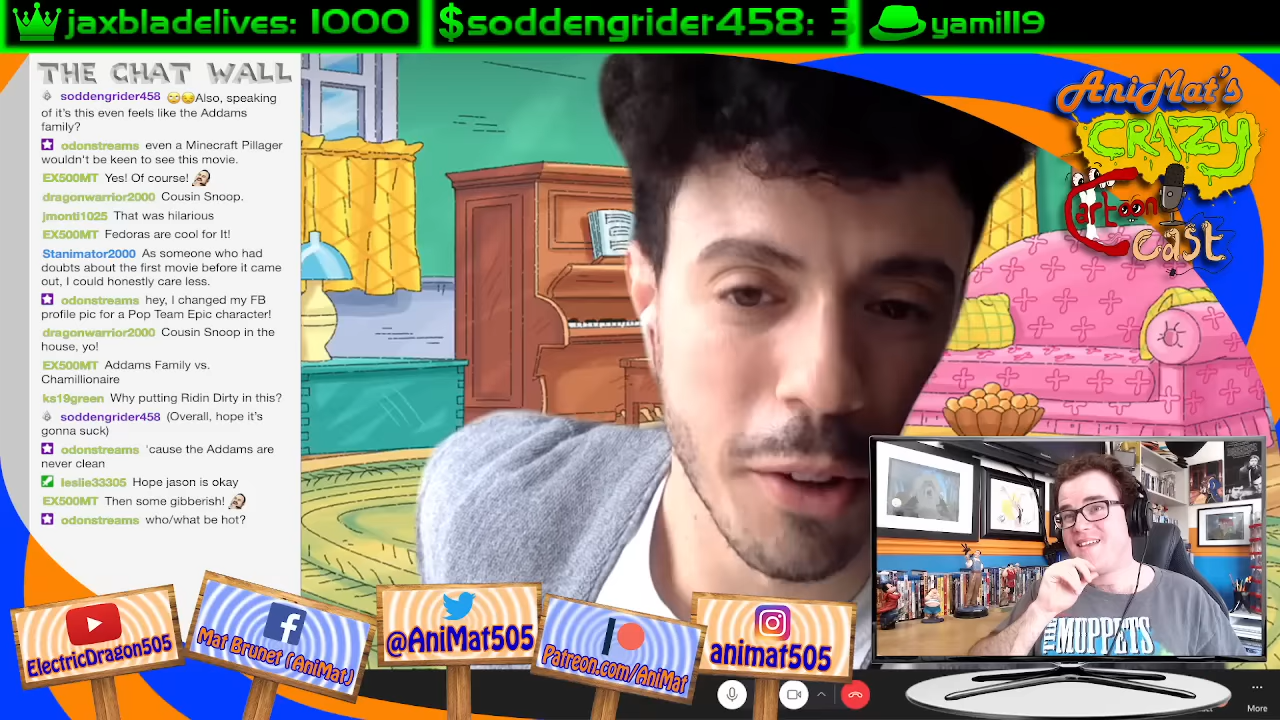 jaxbladelives: 1000
$soddengrider458: 3
yamill9
THE CHAT WALL
soddengrider458 Also, speaking
of it's this even feels like the Addams
family?
odonstreams even a Minecraft Pillager
wouldn't be keen to see this movie.
EX500MT Yes! Of course!
dragonwarrior2000 Cousin Snoop.
jmonti1025 That was hilarious
EX500MT Fedoras are cool for It!
Stanimator2000 As someone who had
doubts about the first movie before it came
out, I could honestly care less.
odonstreams hey, I changed my FB
profile pic for a Pop Team Epic character!
dragonwarrior2000 Cousin Snoop in the
house, yo!
EX500MT Addams Family vs.
Chamillionaire
ks19green Why putting Ridin Dirty in this?
soddengrider458 (Overall, hope it's
gonna suck)
odonstreams 'cause the Addams are
never clean
leslie33305 Hope jason is okay
EX500MT Then some gibberish!
odonstreams who/what be hot?
AniMat's
CRAZY
Cartoon
Cast
THE MUPPETS
ElectricDragon505
Mat Brunet (AniMat)
@AniMat505
Patreon.com/AniMat
animat505
More